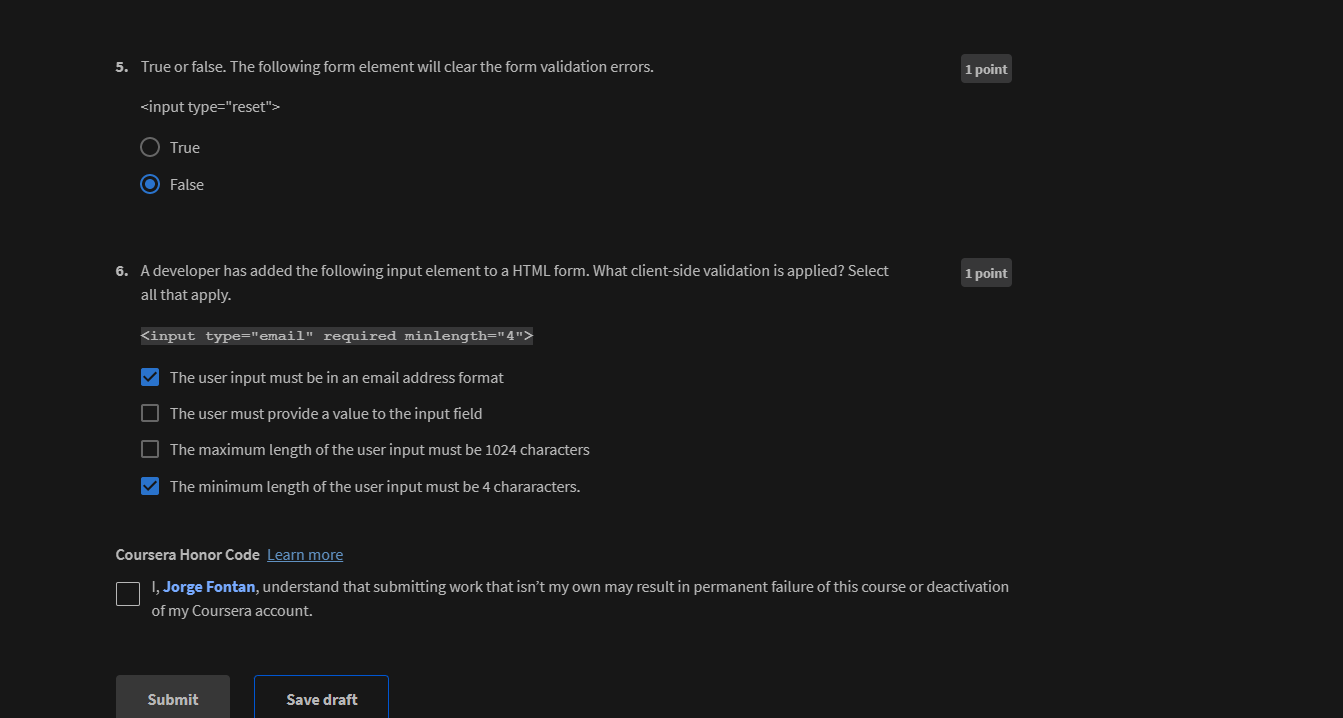 5. True or false. The following form element will clear the form validation errors.
1 point
<input type="reset">
True
False
6. A developer has added the following input element to a HTML form. What client-side validation is applied? Select
all that apply.
1 point
<input type="email" required minlength="4">
The user input must be in an email address format
The user must provide a value to the input field
The maximum length of the user input must be 1024 characters
The minimum length of the user input must be 4 chararacters.
Coursera Honor Code Learn more
I, Jorge Fontan, understand that submitting work that isn’t my own may result in permanent failure of this course or deactivation
of my Coursera account.
Submit
Save draft